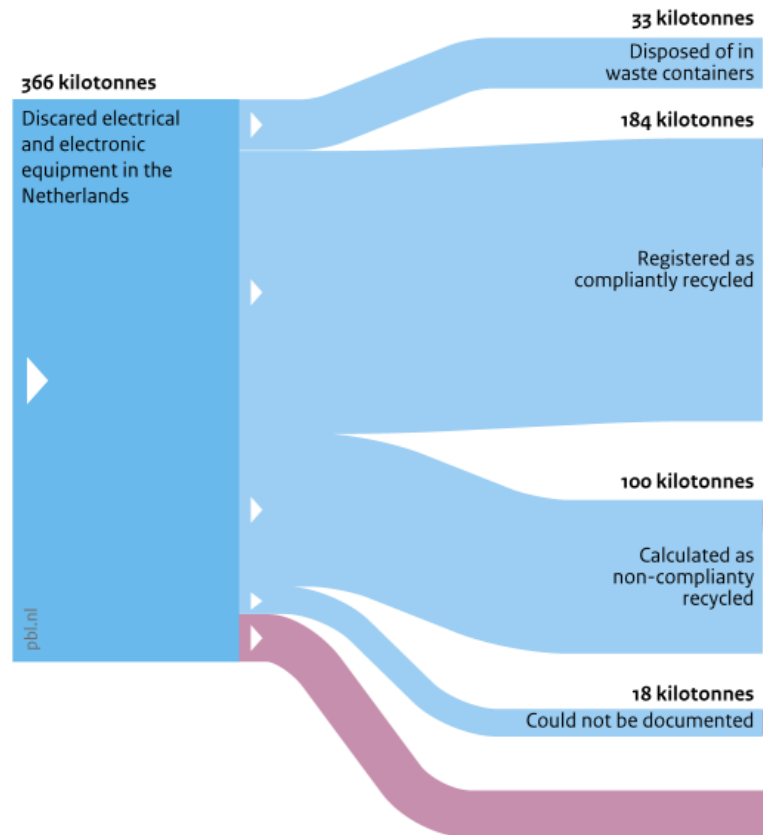 366 kilotonnes
Discared electrical
and electronic
equipment in the
Netherlands
pbl.nl
33 kilotonnes
Disposed of in
waste containers
184 kilotonnes
Registered as
compliantly recycled
100 kilotonnes
Calculated as
non-complianty
recycled
18 kilotonnes
Could not be documented